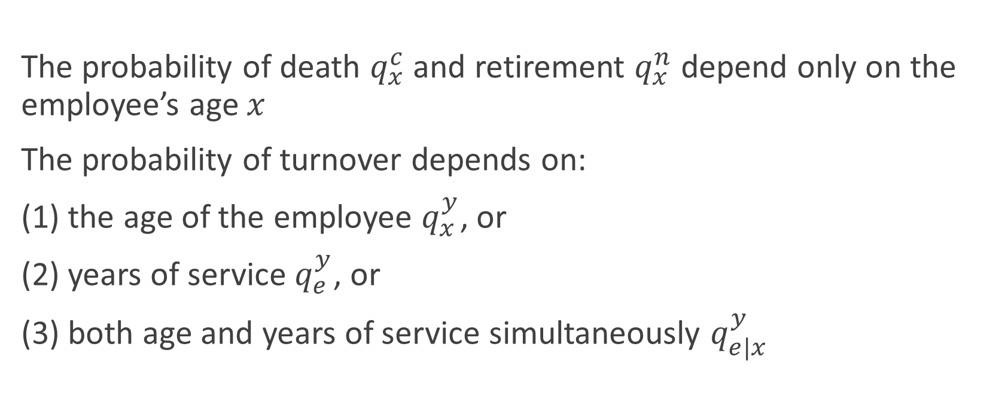 The probability of death $q_x^c$ and retirement $q_x^n$ depend only on the
employee’s age $x$
The probability of turnover depends on:
(1) the age of the employee $q_x^y$, or
(2) years of service $q_e^y$, or
(3) both age and years of service simultaneously $q_{e|x}^y$